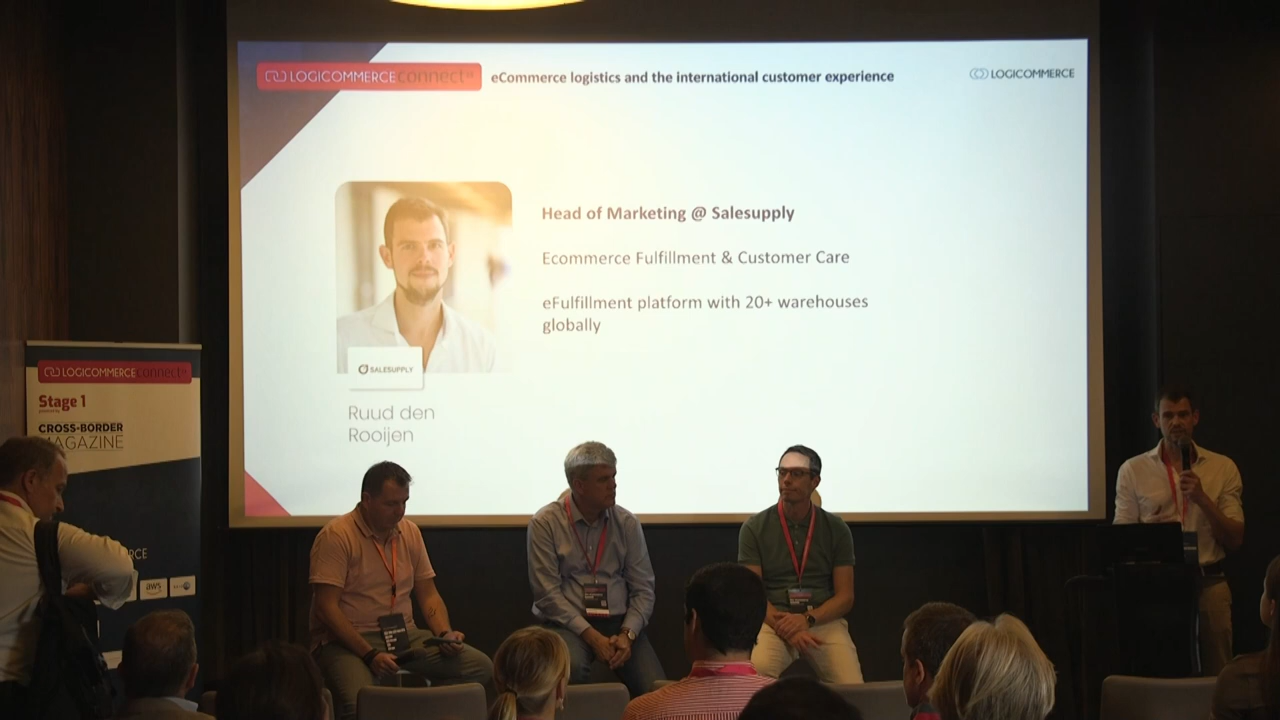 LOGICOMMERCE connect
eCommerce logistics and the international customer experience
LOGICOMMERCE
Head of Marketing @ Salesupply
Ecommerce Fulfillment & Customer Care
eFulfillment platform with 20+ warehouses
globally
SALESUPPLY
Ruud den
Rooijen
LOGICOMMERCE connect
Stage 1
CROSS-BORDER
MAGAZINE
RCE
aws